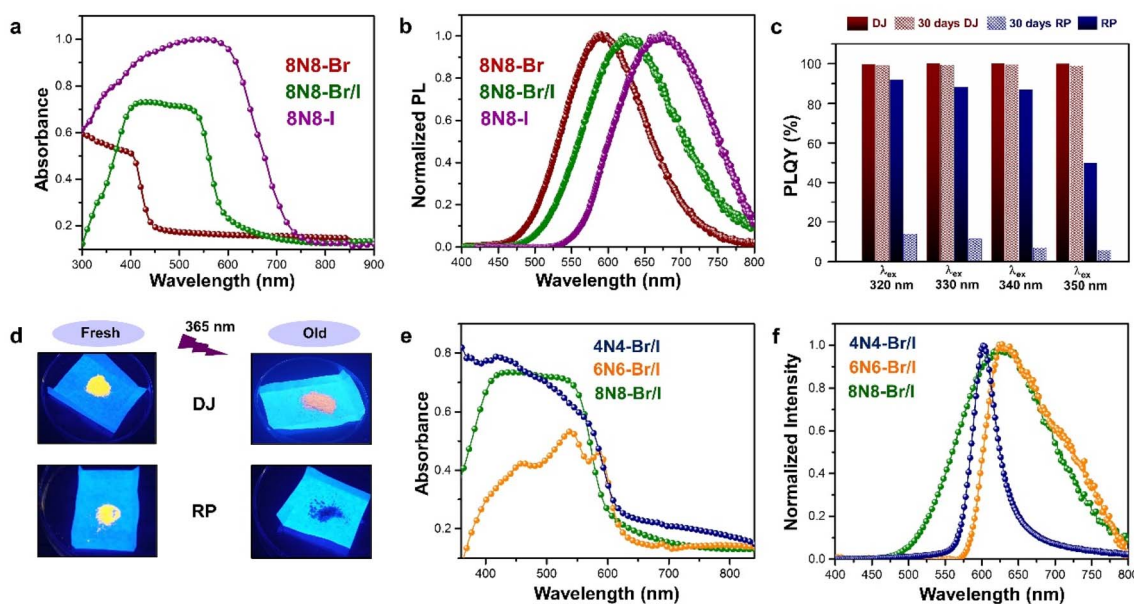 a
1.0
0.8
0.6
0.4
0.2
Absorbance
8N8-Br
8N8-Br/I
8N8-I
300 400 500 600 700 800 900
Wavelength (nm)
b
1.0
0.8
0.6
0.4
0.2
0.0
Normalized PL
8N8-Br
8N8-Br/I
8N8-I
400 450 500 550 600 650 700 750 800
Wavelength (nm)
c
DJ 30 days DJ 30 days RP RP
100
80
60
40
20
0
PLQY (%)
λex λex λex λex
320 nm 330 nm 340 nm 350 nm
d
Fresh 365 nm Old
DJ
RP
e
0.8
0.6
0.4
0.2
Absorbance
4N4-Br/I
6N6-Br/I
8N8-Br/I
400 500 600 700 800
Wavelength (nm)
f
1.0
0.8
0.6
0.4
0.2
0.0
Normalized Intensity
4N4-Br/I
6N6-Br/I
8N8-Br/I
400 450 500 550 600 650 700 750 800
Wavelength (nm)